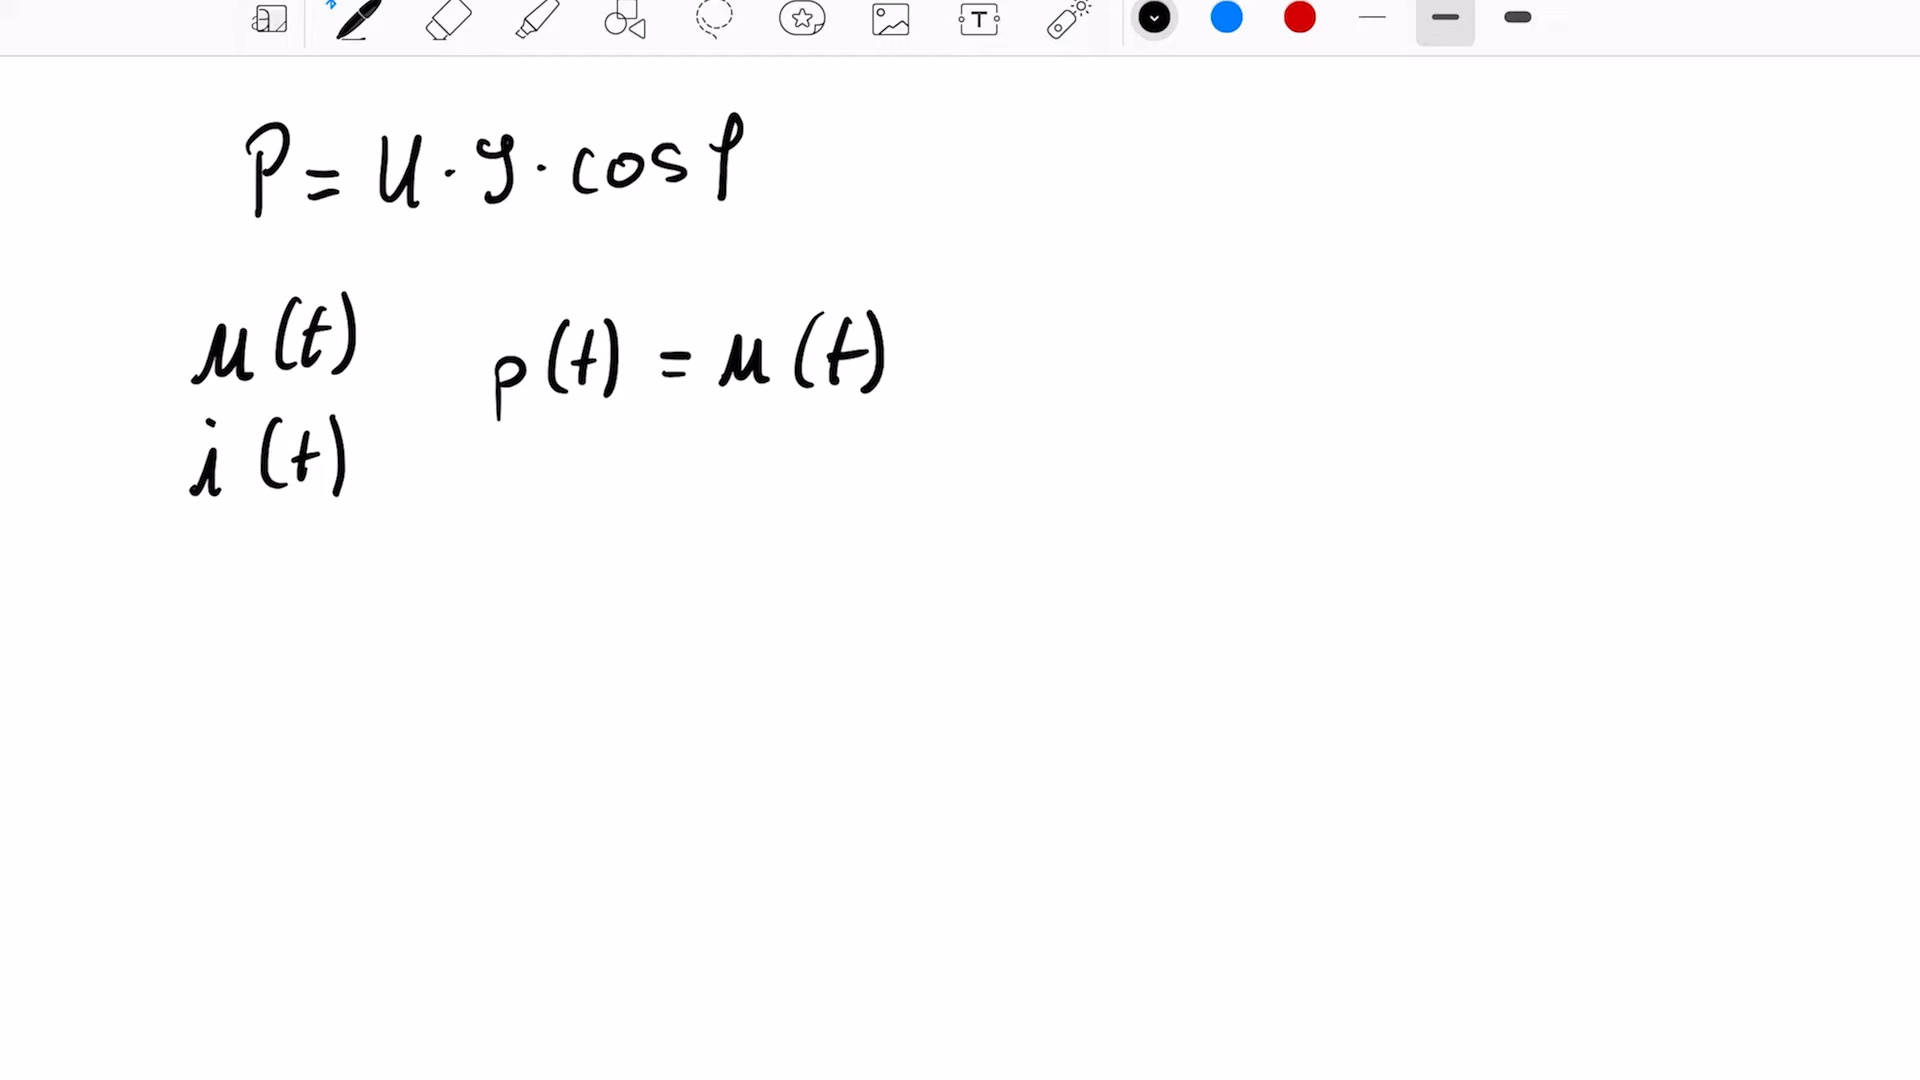 P = U · I · cos φ
u(t)
p(t) = u(t)
i(t)